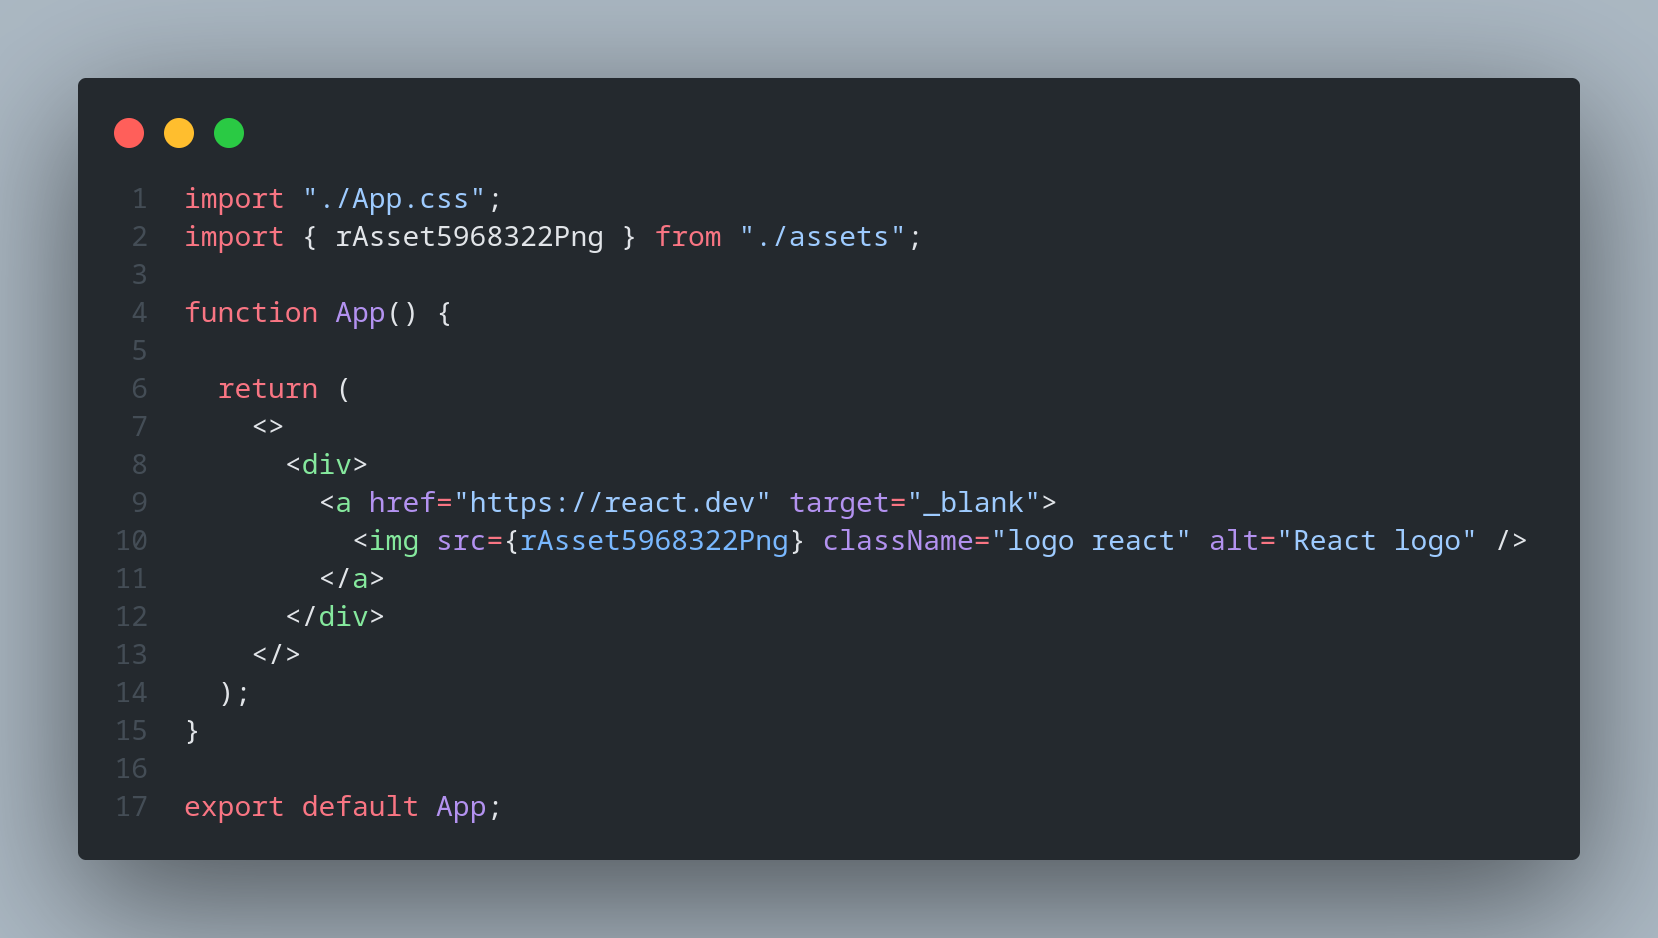 1 import "./App.css";
2 import { rAsset5968322Png } from "./assets";
3
4 function App() {
5
6   return (
7     <>
8       <div>
9         <a href="https://react.dev" target="_blank">
10           <img src={rAsset5968322Png} className="logo react" alt="React logo" />
11         </a>
12       </div>
13     </>
14   );
15 }
16
17 export default App;